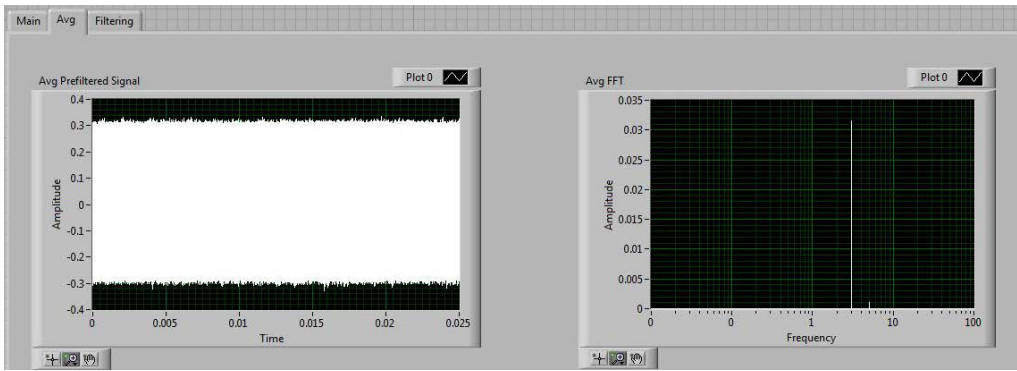 Main Avg Filtering
Avg Prefiltered Signal
Plot 0
Amplitude
0.4
0.3
0.2
0.1
0
-0.1
-0.2
-0.3
-0.4
0 0.005 0.01 0.015 0.02 0.025
Time
Avg FFT
Plot 0
Amplitude
0.035
0.03
0.025
0.02
0.015
0.01
0.005
0
0 0 1 10 100
Frequency